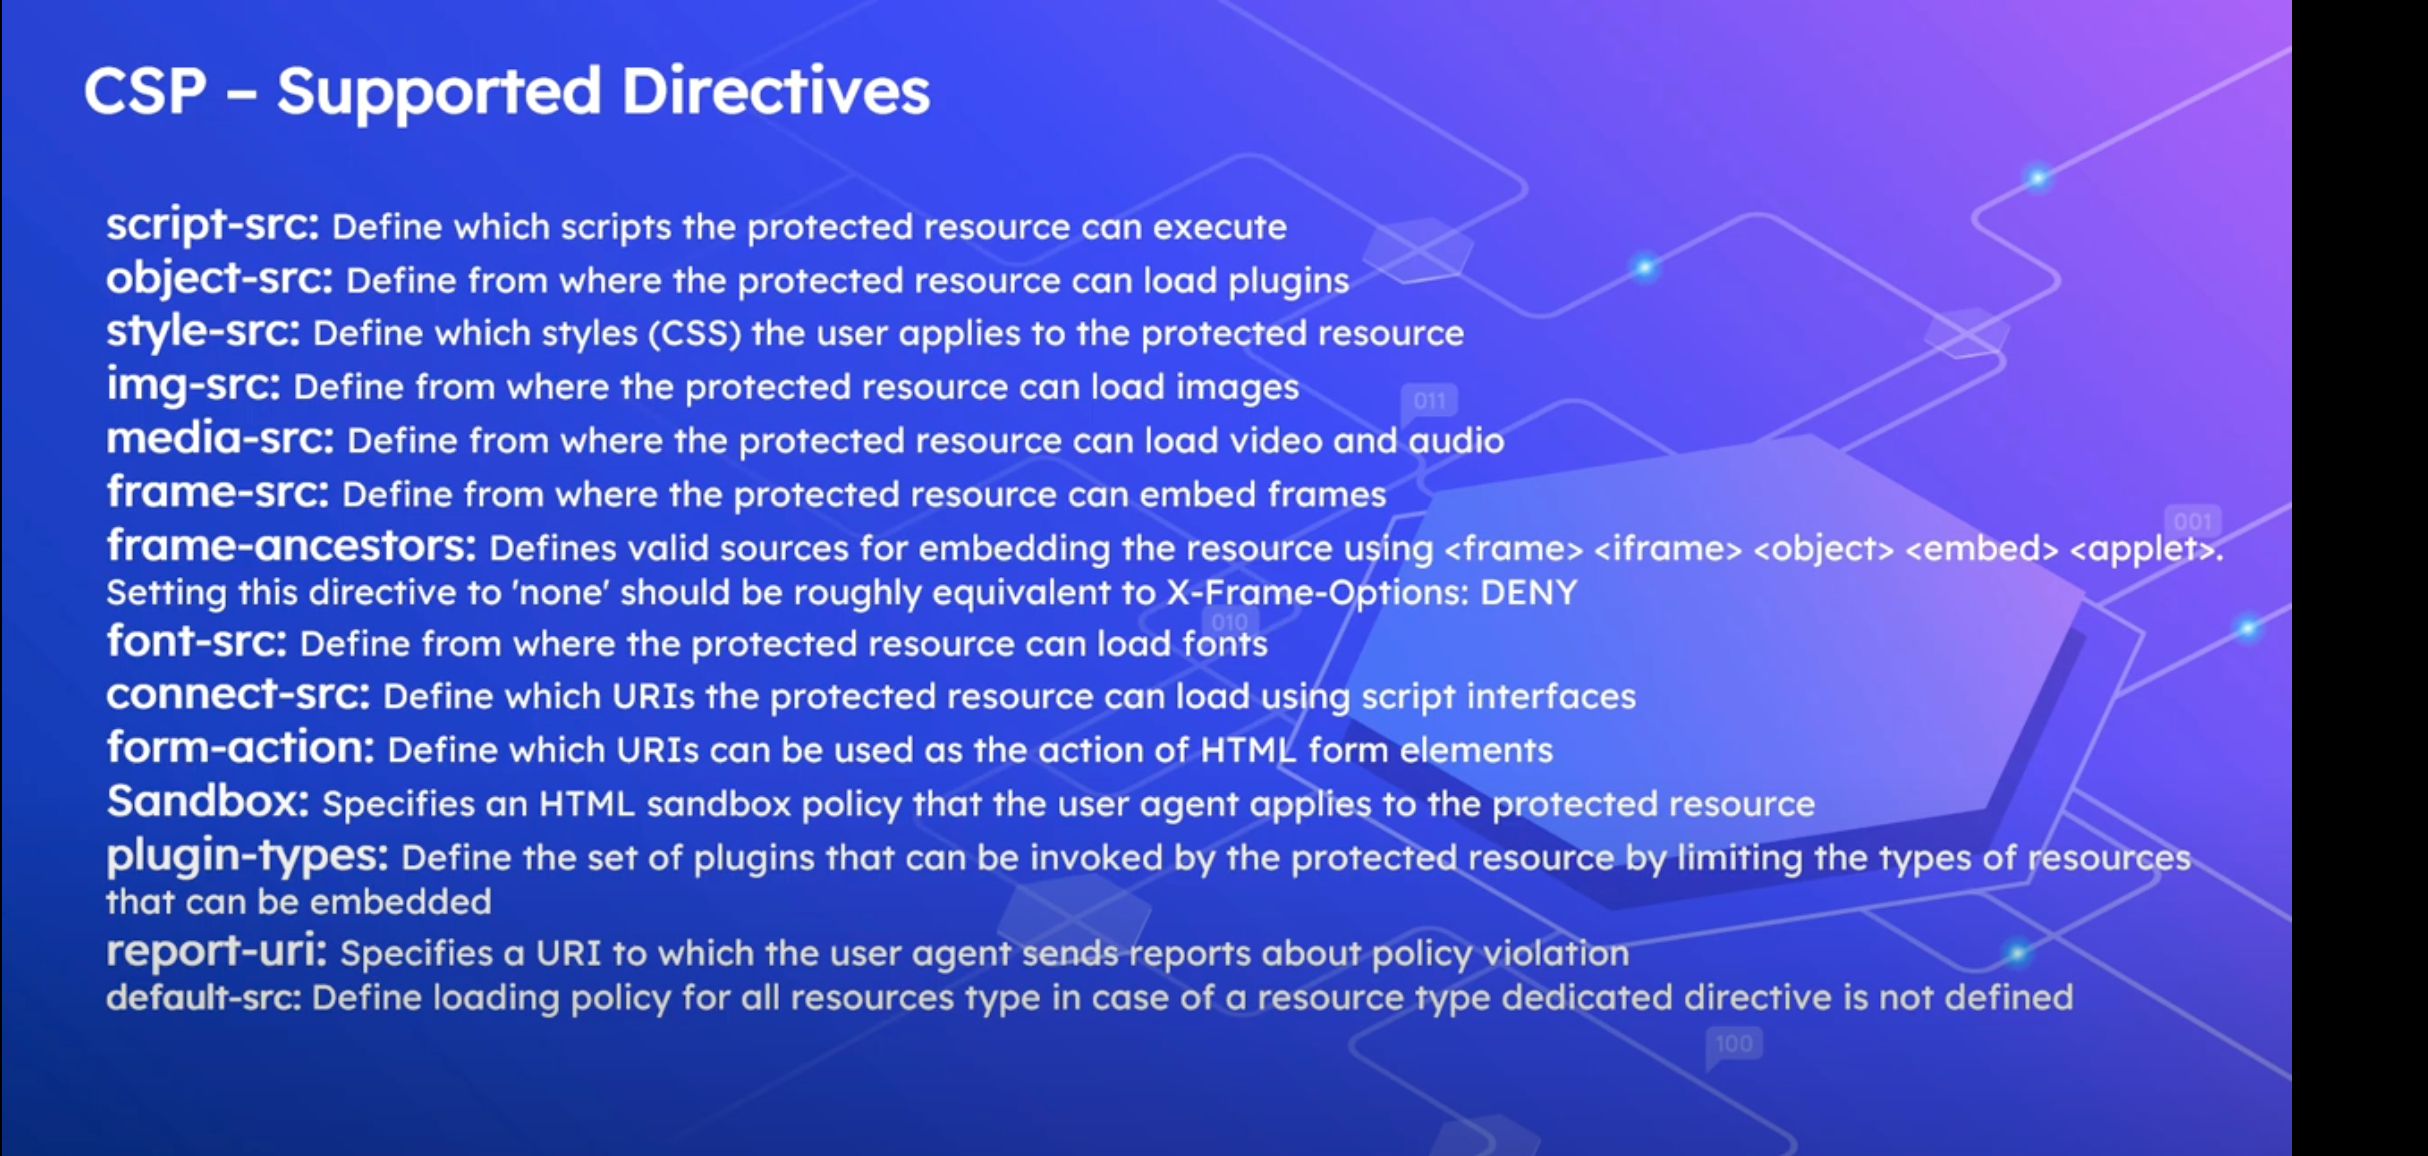 CSP – Supported Directives
script-src: Define which scripts the protected resource can execute
object-src: Define from where the protected resource can load plugins
style-src: Define which styles (CSS) the user applies to the protected resource
img-src: Define from where the protected resource can load images
011
media-src: Define from where the protected resource can load video and audio
frame-src: Define from where the protected resource can embed frames
001
frame-ancestors: Defines valid sources for embedding the resource using <frame> <iframe> <object> <embed> <applet>.
Setting this directive to 'none' should be roughly equivalent to X-Frame-Options: DENY
010
font-src: Define from where the protected resource can load fonts
connect-src: Define which URIs the protected resource can load using script interfaces
form-action: Define which URIs can be used as the action of HTML form elements
Sandbox: Specifies an HTML sandbox policy that the user agent applies to the protected resource
plugin-types: Define the set of plugins that can be invoked by the protected resource by limiting the types of resources
that can be embedded
report-uri: Specifies a URI to which the user agent sends reports about policy violation
default-src: Define loading policy for all resources type in case of a resource type dedicated directive is not defined
100